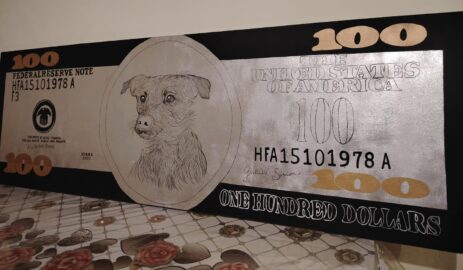 100
FEDERAL RESERVE NOTE
HFA15101978 A
F3
100
100
THE
UNITED STATES
OF AMERICA
100
HFA15101978 A
100
ONE HUNDRED DOLLARS